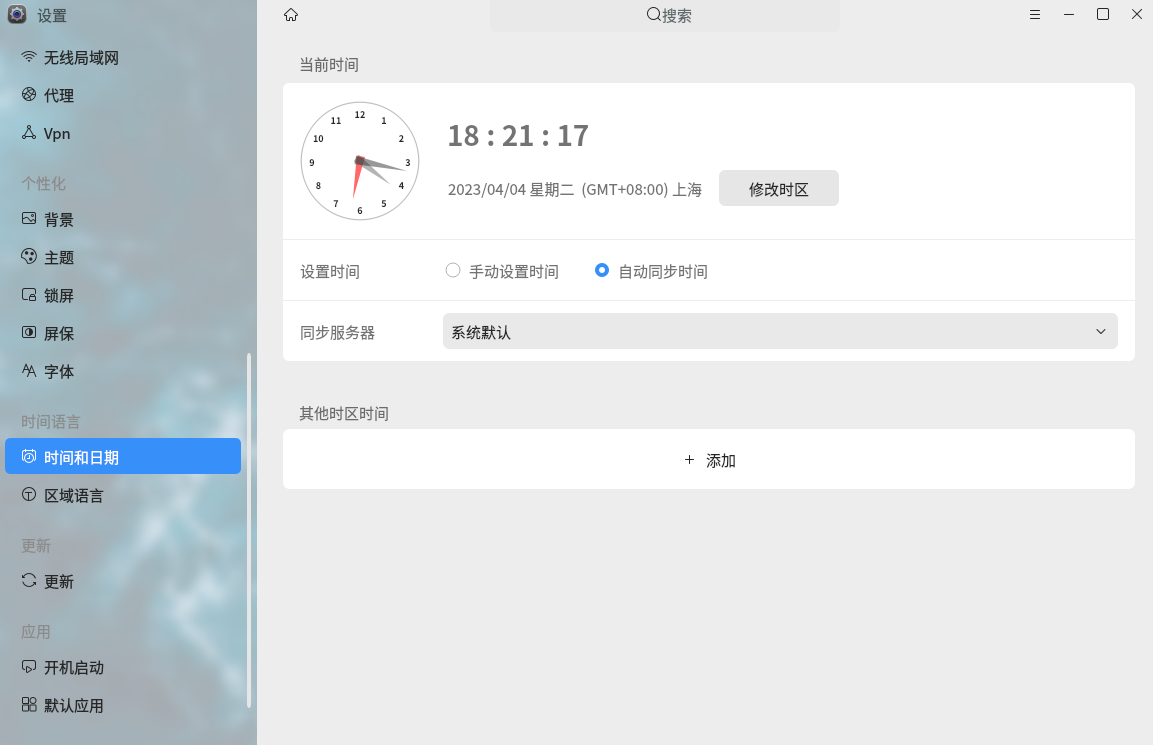 设置
无线局域网
代理
Vpn
个性化
背景
主题
锁屏
屏保
字体
时间语言
时间和日期
区域语言
更新
更新
应用
开机启动
默认应用
搜索
当前时间
12
1
2
3
4
5
6
7
8
9
10
11
18 : 21 : 17
2023/04/04 星期二 (GMT+08:00) 上海 修改时区
设置时间 手动设置时间 自动同步时间
同步服务器 系统默认
其他时区时间
+ 添加